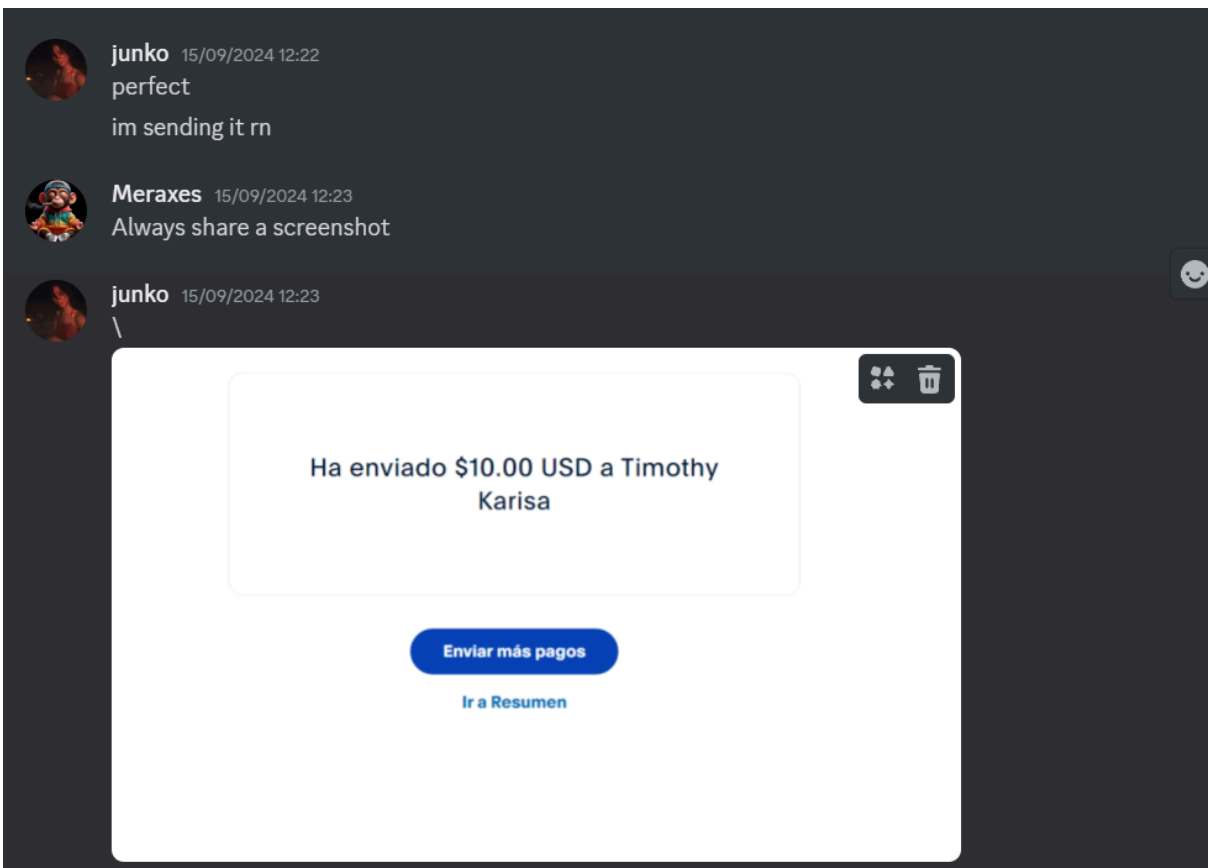 junko 15/09/2024 12:22
perfect
im sending it rn
Meraxes 15/09/2024 12:23
Always share a screenshot
junko 15/09/2024 12:23
\
Ha enviado $10.00 USD a Timothy
Karisa
Enviar más pagos
Ir a Resumen